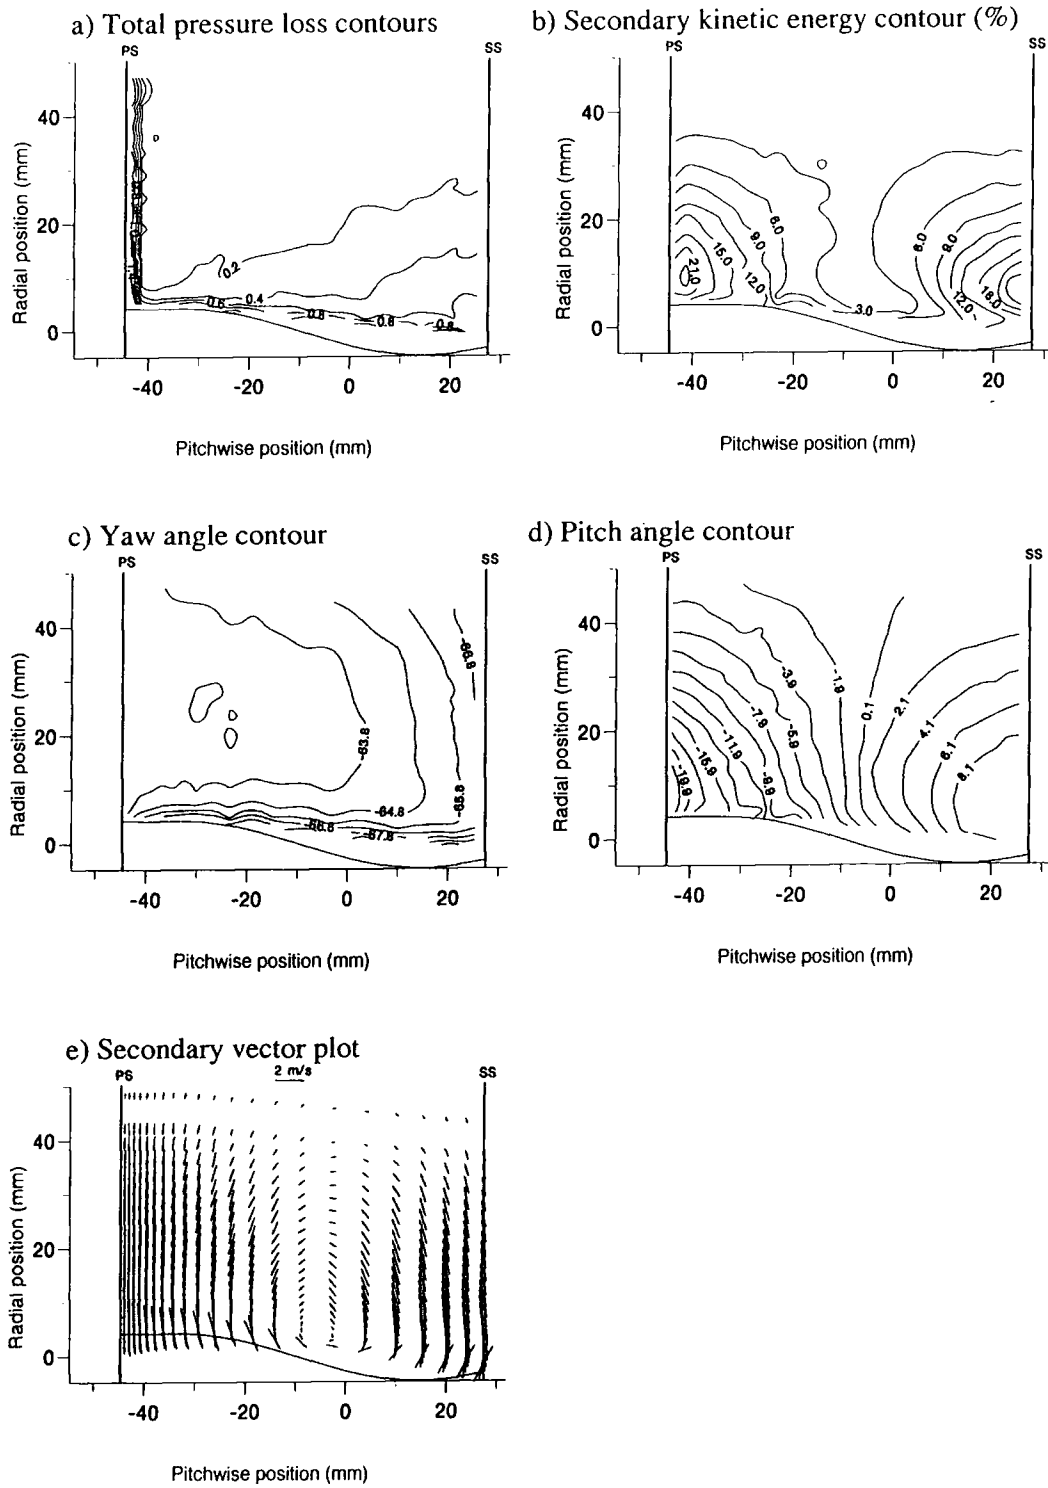 a) Total pressure loss contours
PS
SS
Radial position (mm)
40
20
0
0.2
0.4
0.6
0.8
0.8
0.8
-40
-20
0
20
Pitchwise position (mm)
b) Secondary kinetic energy contour (%)
PS
SS
Radial position (mm)
40
20
0
21.0
15.0
12.0
9.0
6.0
3.0
6.0
9.0
12.0
18.0
-40
-20
0
20
Pitchwise position (mm)
c) Yaw angle contour
PS
SS
Radial position (mm)
40
20
0
-63.8
-64.8
-65.8
-66.8
-66.8
-67.8
-40
-20
0
20
Pitchwise position (mm)
d) Pitch angle contour
PS
SS
Radial position (mm)
40
20
0
-19.9
-15.9
-11.9
-9.9
-7.9
-5.9
-3.9
-1.9
0.1
2.1
4.1
6.1
8.1
-40
-20
0
20
Pitchwise position (mm)
e) Secondary vector plot
PS
2 m/s
SS
Radial position (mm)
40
20
0
-40
-20
0
20
Pitchwise position (mm)